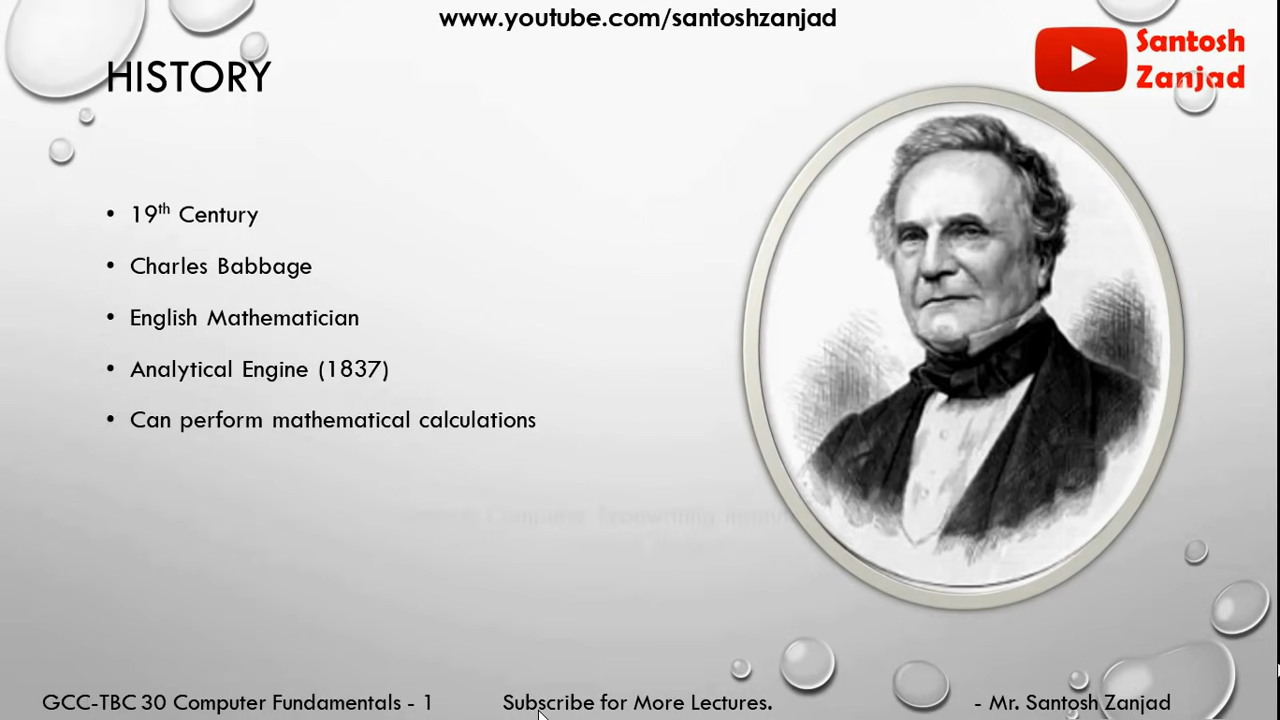 www.youtube.com/santoshzanjad
Santosh
Zanjad
HISTORY
• 19th Century
• Charles Babbage
• English Mathematician
• Analytical Engine (1837)
• Can perform mathematical calculations
GCC-TBC 30 Computer Fundamentals - 1
Subscribe for More Lectures.
- Mr. Santosh Zanjad